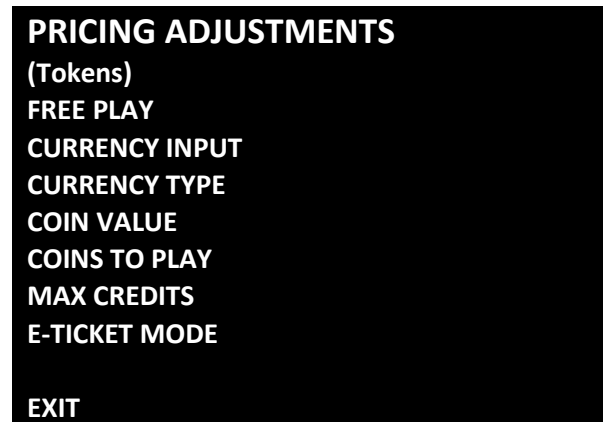 PRICING ADJUSTMENTS
(Tokens)
FREE PLAY
CURRENCY INPUT
CURRENCY TYPE
COIN VALUE
COINS TO PLAY
MAX CREDITS
E-TICKET MODE
EXIT